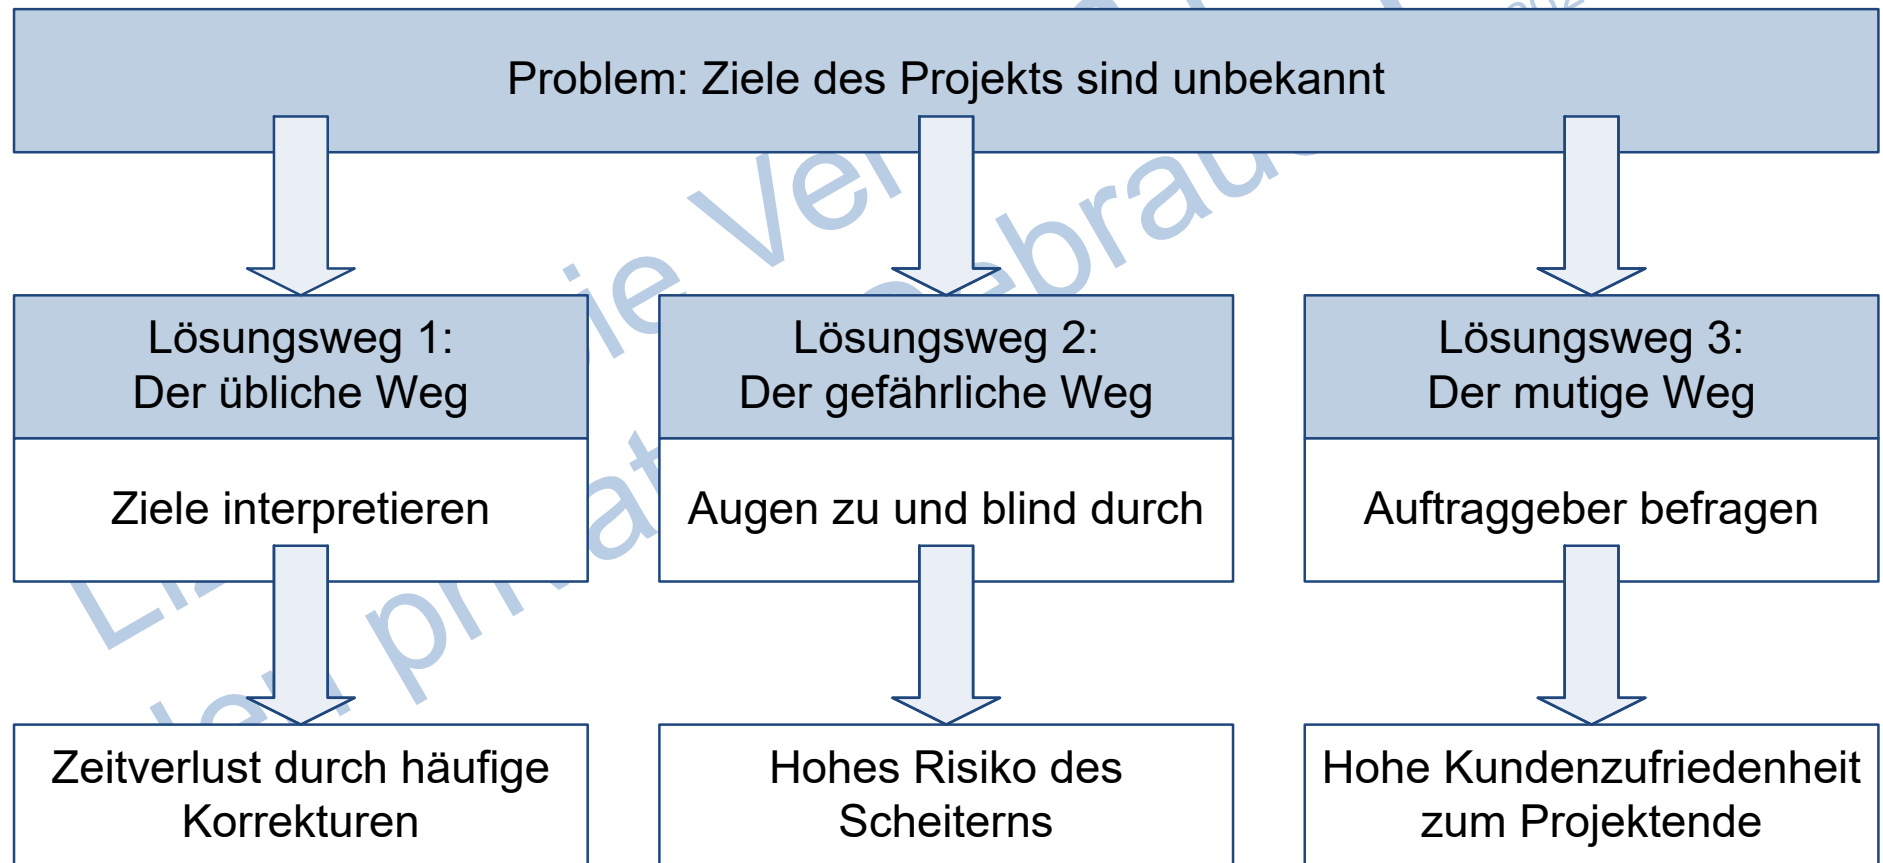 Problem: Ziele des Projekts sind unbekannt
Lösungsweg 1:
Der übliche Weg
Ziele interpretieren
Zeitverlust durch häufige
Korrekturen
Lösungsweg 2:
Der gefährliche Weg
Augen zu und blind durch
Hohes Risiko des
Scheiterns
Lösungsweg 3:
Der mutige Weg
Auftraggeber befragen
Hohe Kundenzufriedenheit
zum Projektende